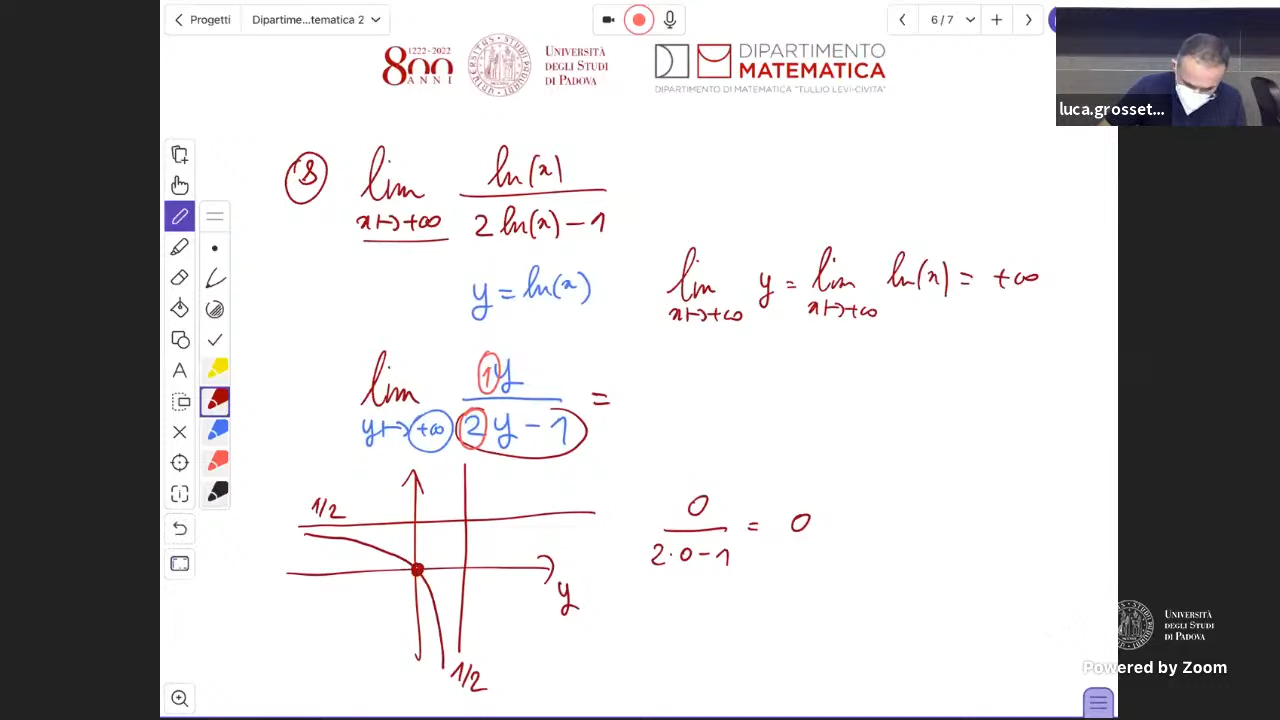 Progetti
Dipartime...tematica 2
6 / 7
1222-2022
800
ANNI
UNIVERSITÀ
DEGLI STUDI
DI PADOVA
DIPARTIMENTO
MATEMATICA
DIPARTIMENTO DI MATEMATICA "TULLIO LEVI-CIVITA"
luca.grosset...
lim x→+∞ ln(x) / 2 ln(x) − 1
y = ln(x)
lim x→+∞ y = lim x→+∞ ln(x) = +∞
lim y→+∞ 1y / 2y − 1 =
1/2
0 / 2·0−1 = 0
y
1/2
A
UNIVERSITÀ
DEGLI STUDI
DI PADOVA
Powered by Zoom